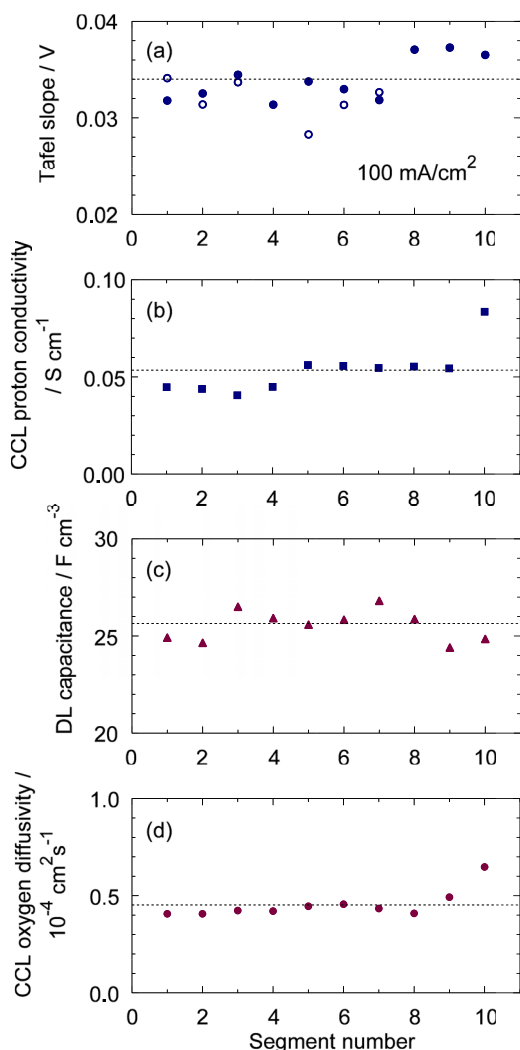 0.04
0.03
0.02
Tafel slope / V
(a)
100 mA/cm²
0 2 4 6 8 10
0.10
0.05
0.00
CCL proton conductivity
/ S cm⁻¹
(b)
0 2 4 6 8 10
30
25
20
DL capacitance / F cm⁻³
(c)
0 2 4 6 8 10
1.0
0.5
0.0
CCL oxygen diffusivity /
10⁻⁴ cm²s⁻¹
(d)
0 2 4 6 8 10
Segment number